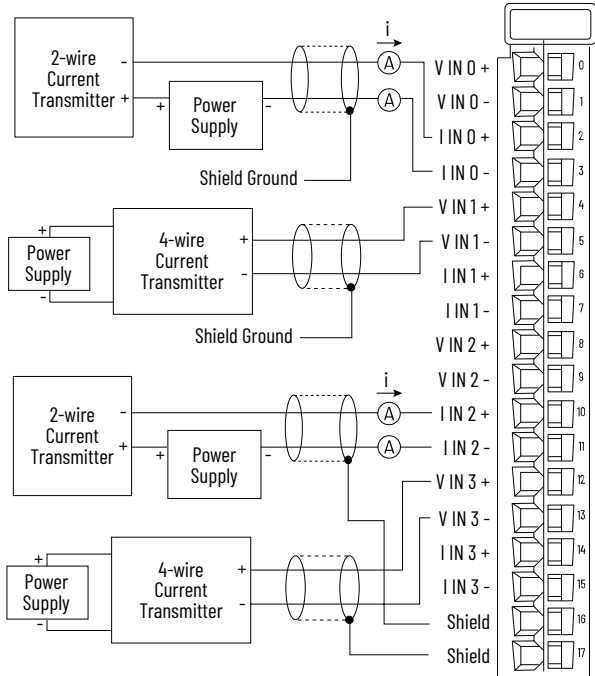 2-wire
Current
Transmitter
-
+
+
Power
Supply
-
i
A
A
Shield Ground
+
Power
Supply
-
4-wire
Current
Transmitter
+
-
Shield Ground
2-wire
Current
Transmitter
-
+
+
Power
Supply
-
i
A
A
+
Power
Supply
-
4-wire
Current
Transmitter
+
-
V IN 0 + 0
V IN 0 - 1
I IN 0 + 2
I IN 0 - 3
V IN 1 + 4
V IN 1 - 5
I IN 1 + 6
I IN 1 - 7
V IN 2 + 8
V IN 2 - 9
I IN 2 + 10
I IN 2 - 11
V IN 3 + 12
V IN 3 - 13
I IN 3 + 14
I IN 3 - 15
Shield 16
Shield 17